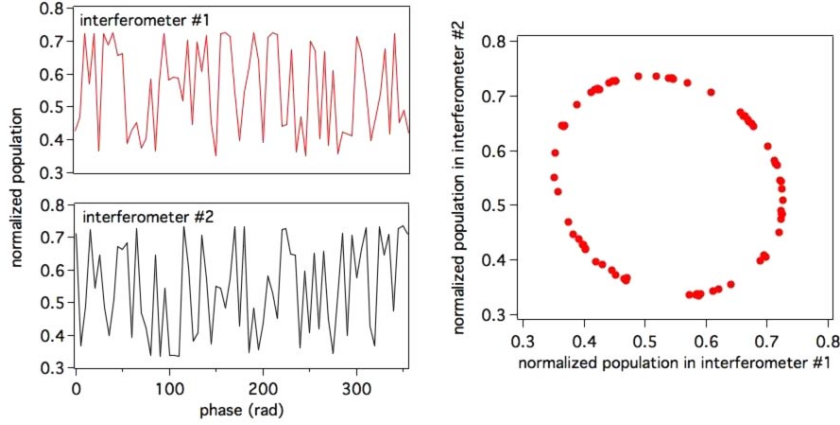 0.8
interferometer #1
0.7
0.6
0.5
0.4
0.3
normalized population
0.8
interferometer #2
0.7
0.6
0.5
0.4
0.3
0 100 200 300
phase (rad)
normalized population in interferometer #2
0.8
0.7
0.6
0.5
0.4
0.3
0.3 0.4 0.5 0.6 0.7 0.8
normalized population in interferometer #1